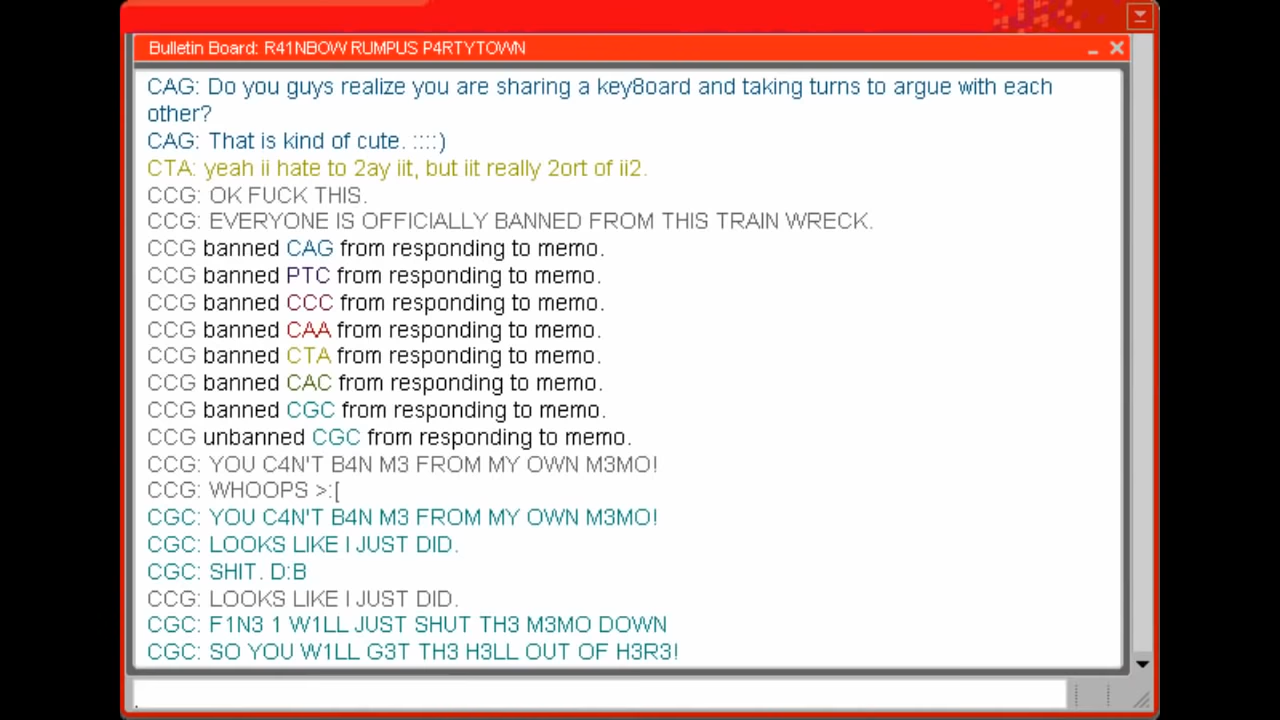 Bulletin Board: R41NBOW RUMPUS P4RTYTOWN
CAG: Do you guys realize you are sharing a key8oard and taking turns to argue with each
other?
CAG: That is kind of cute. ::::)
CTA: yeah ii hate to 2ay iit, but iit really 2ort of ii2.
CCG: OK FUCK THIS.
CCG: EVERYONE IS OFFICIALLY BANNED FROM THIS TRAIN WRECK.
CCG banned CAG from responding to memo.
CCG banned PTC from responding to memo.
CCG banned CCC from responding to memo.
CCG banned CAA from responding to memo.
CCG banned CTA from responding to memo.
CCG banned CAC from responding to memo.
CCG banned CGC from responding to memo.
CCG unbanned CGC from responding to memo.
CCG: YOU C4N'T B4N M3 FROM MY OWN M3MO!
CCG: WHOOPS >:[
CGC: YOU C4N'T B4N M3 FROM MY OWN M3MO!
CGC: LOOKS LIKE I JUST DID.
CGC: SHIT. D:B
CCG: LOOKS LIKE I JUST DID.
CGC: F1N3 1 W1LL JUST SHUT TH3 M3MO DOWN
CGC: SO YOU W1LL G3T TH3 H3LL OUT OF H3R3!